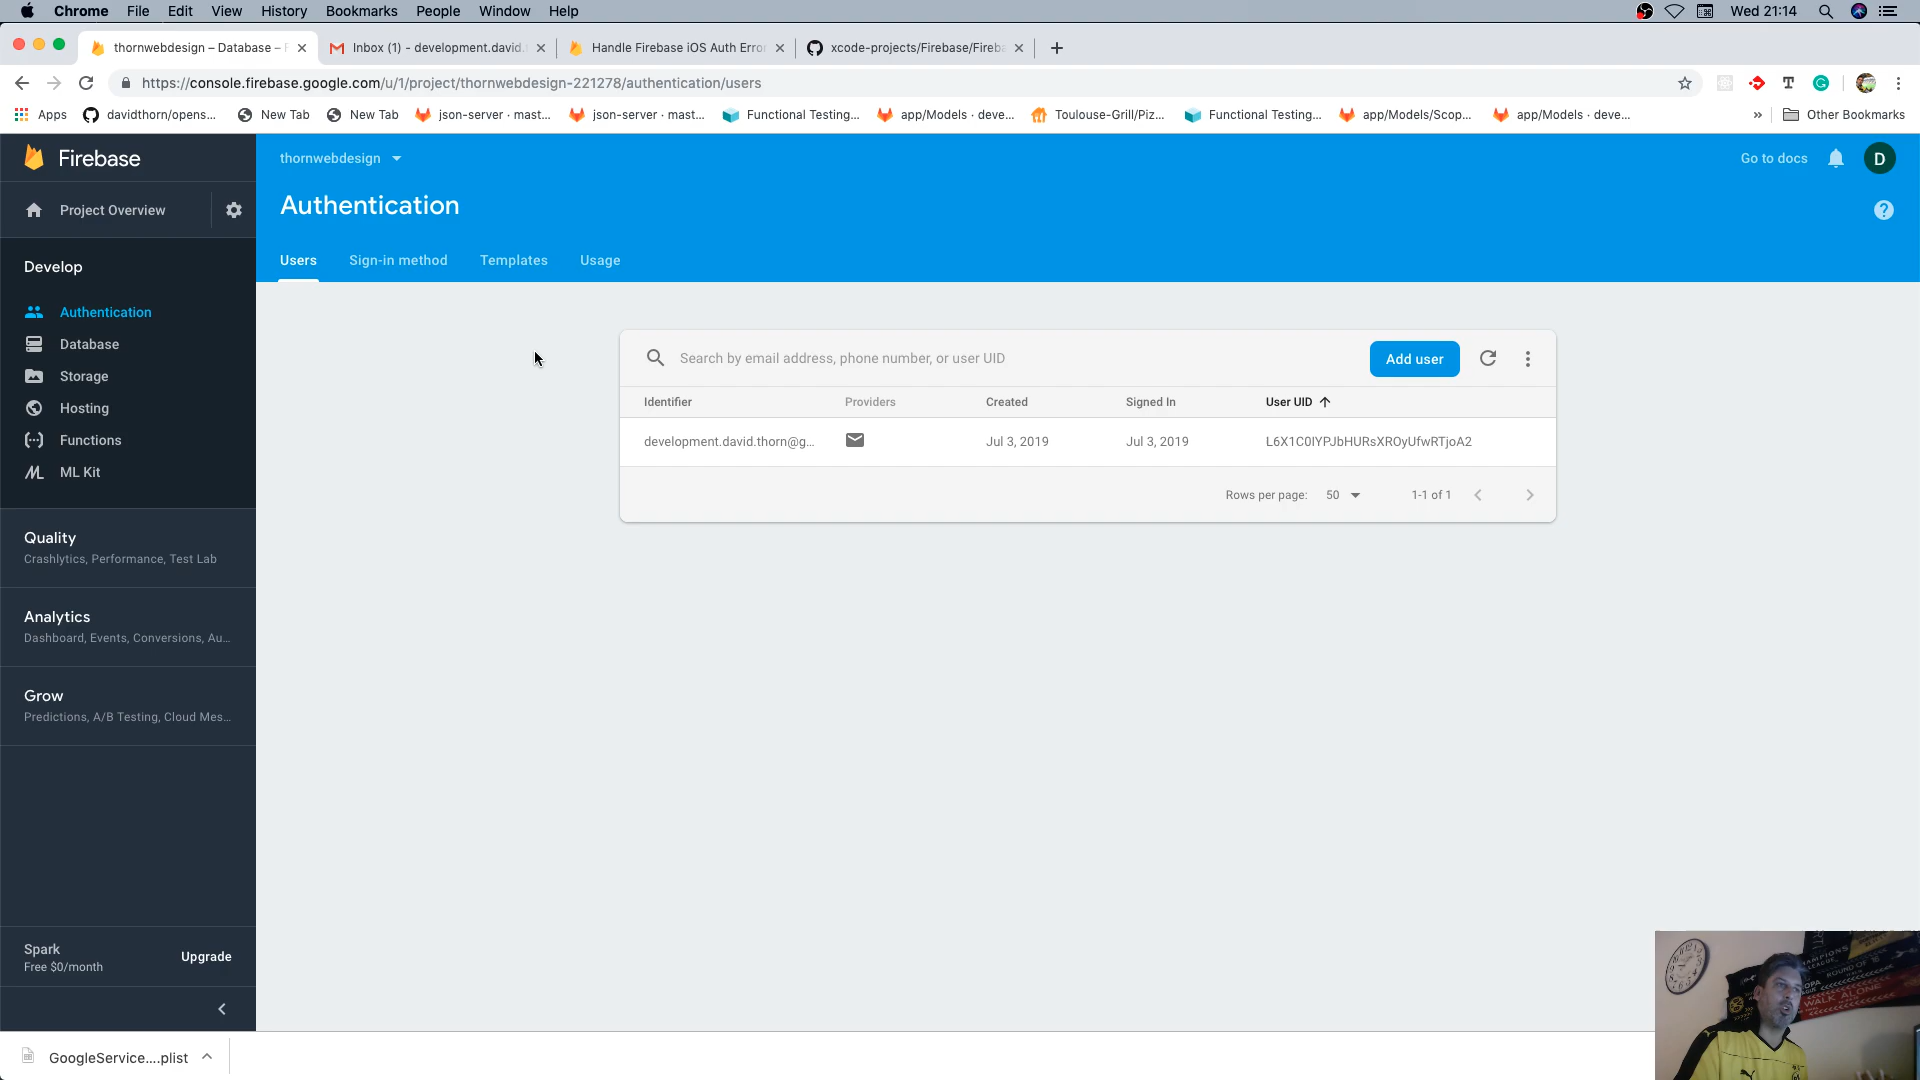 Chrome File Edit View History Bookmarks People Window Help Wed 21:14
thornwebdesign – Database – F Inbox (1) - development.david. Handle Firebase iOS Auth Error xcode-projects/Firebase/Fireba
https://console.firebase.google.com/u/1/project/thornwebdesign-221278/authentication/users
Apps davidthorn/opens... New Tab New Tab json-server · mast... json-server · mast... Functional Testing... app/Models · deve... Toulouse-Grill/Piz... Functional Testing... app/Models/Scop... app/Models · deve... » Other Bookmarks
Firebase
thornwebdesign
Go to docs
D
Project Overview
Authentication
Users Sign-in method Templates Usage
Develop
Authentication
Database
Storage
Hosting
Functions
ML Kit
Quality
Crashlytics, Performance, Test Lab
Analytics
Dashboard, Events, Conversions, Au...
Grow
Predictions, A/B Testing, Cloud Mes...
Spark
Free $0/month
Upgrade
Search by email address, phone number, or user UID
Add user
Identifier Providers Created Signed In User UID
development.david.thorn@g... Jul 3, 2019 Jul 3, 2019 L6X1C0IYPJbHURsXROyUfwRTjoA2
Rows per page: 50 1-1 of 1
GoogleService....plist
CHAMPIONS
LEAGUE
ROUND OF
WALK ALONE